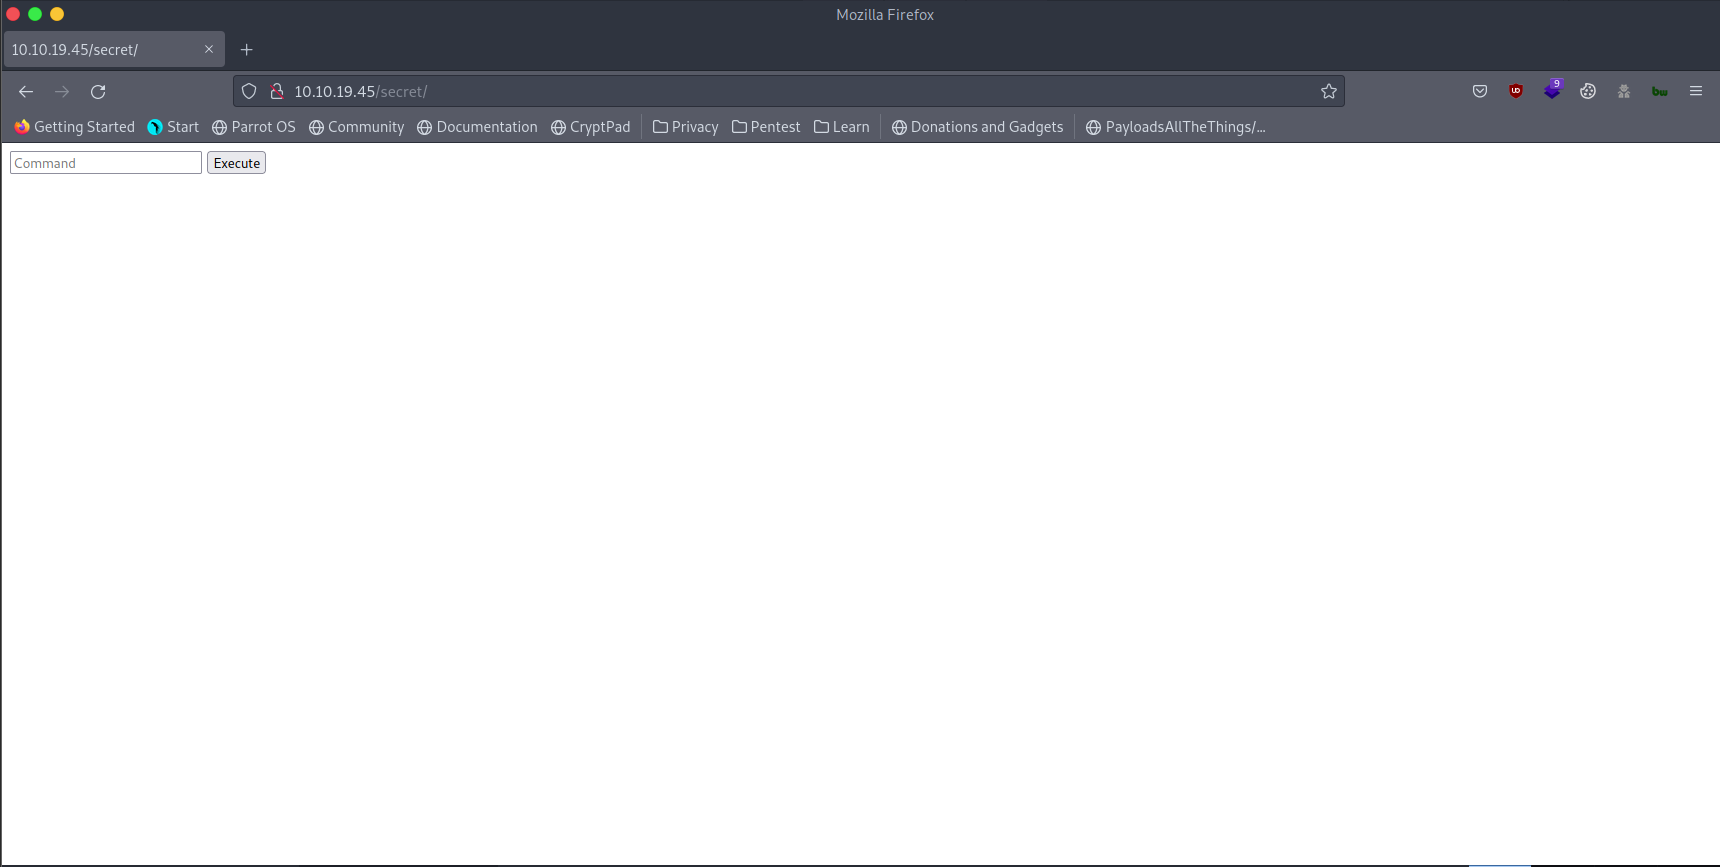 Mozilla Firefox
10.10.19.45/secret/
10.10.19.45/secret/
9
Getting Started Start Parrot OS Community Documentation CryptPad Privacy Pentest Learn Donations and Gadgets PayloadsAllTheThings/...
Command Execute